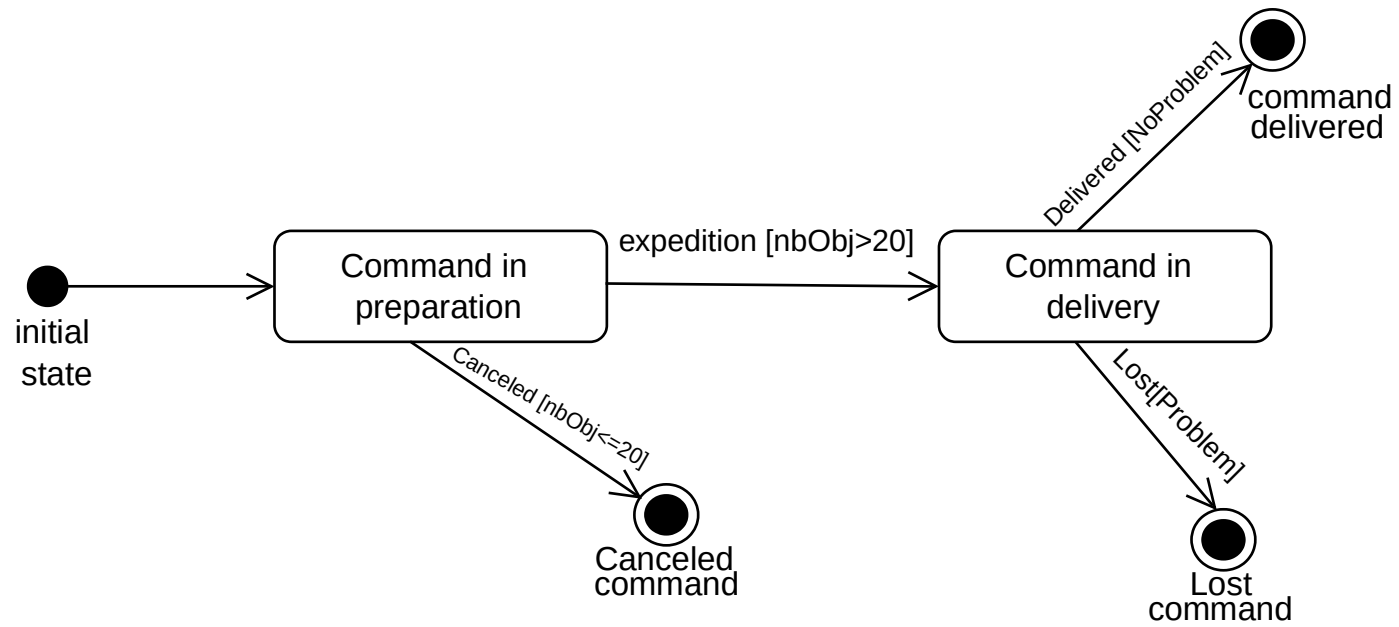 Delivered [NoProblem]
command
delivered
expedition [nbObj>20]
Command in
preparation
Command in
delivery
initial
state
Canceled [nbObj<=20]
Lost[Problem]
Canceled
command
Lost
command